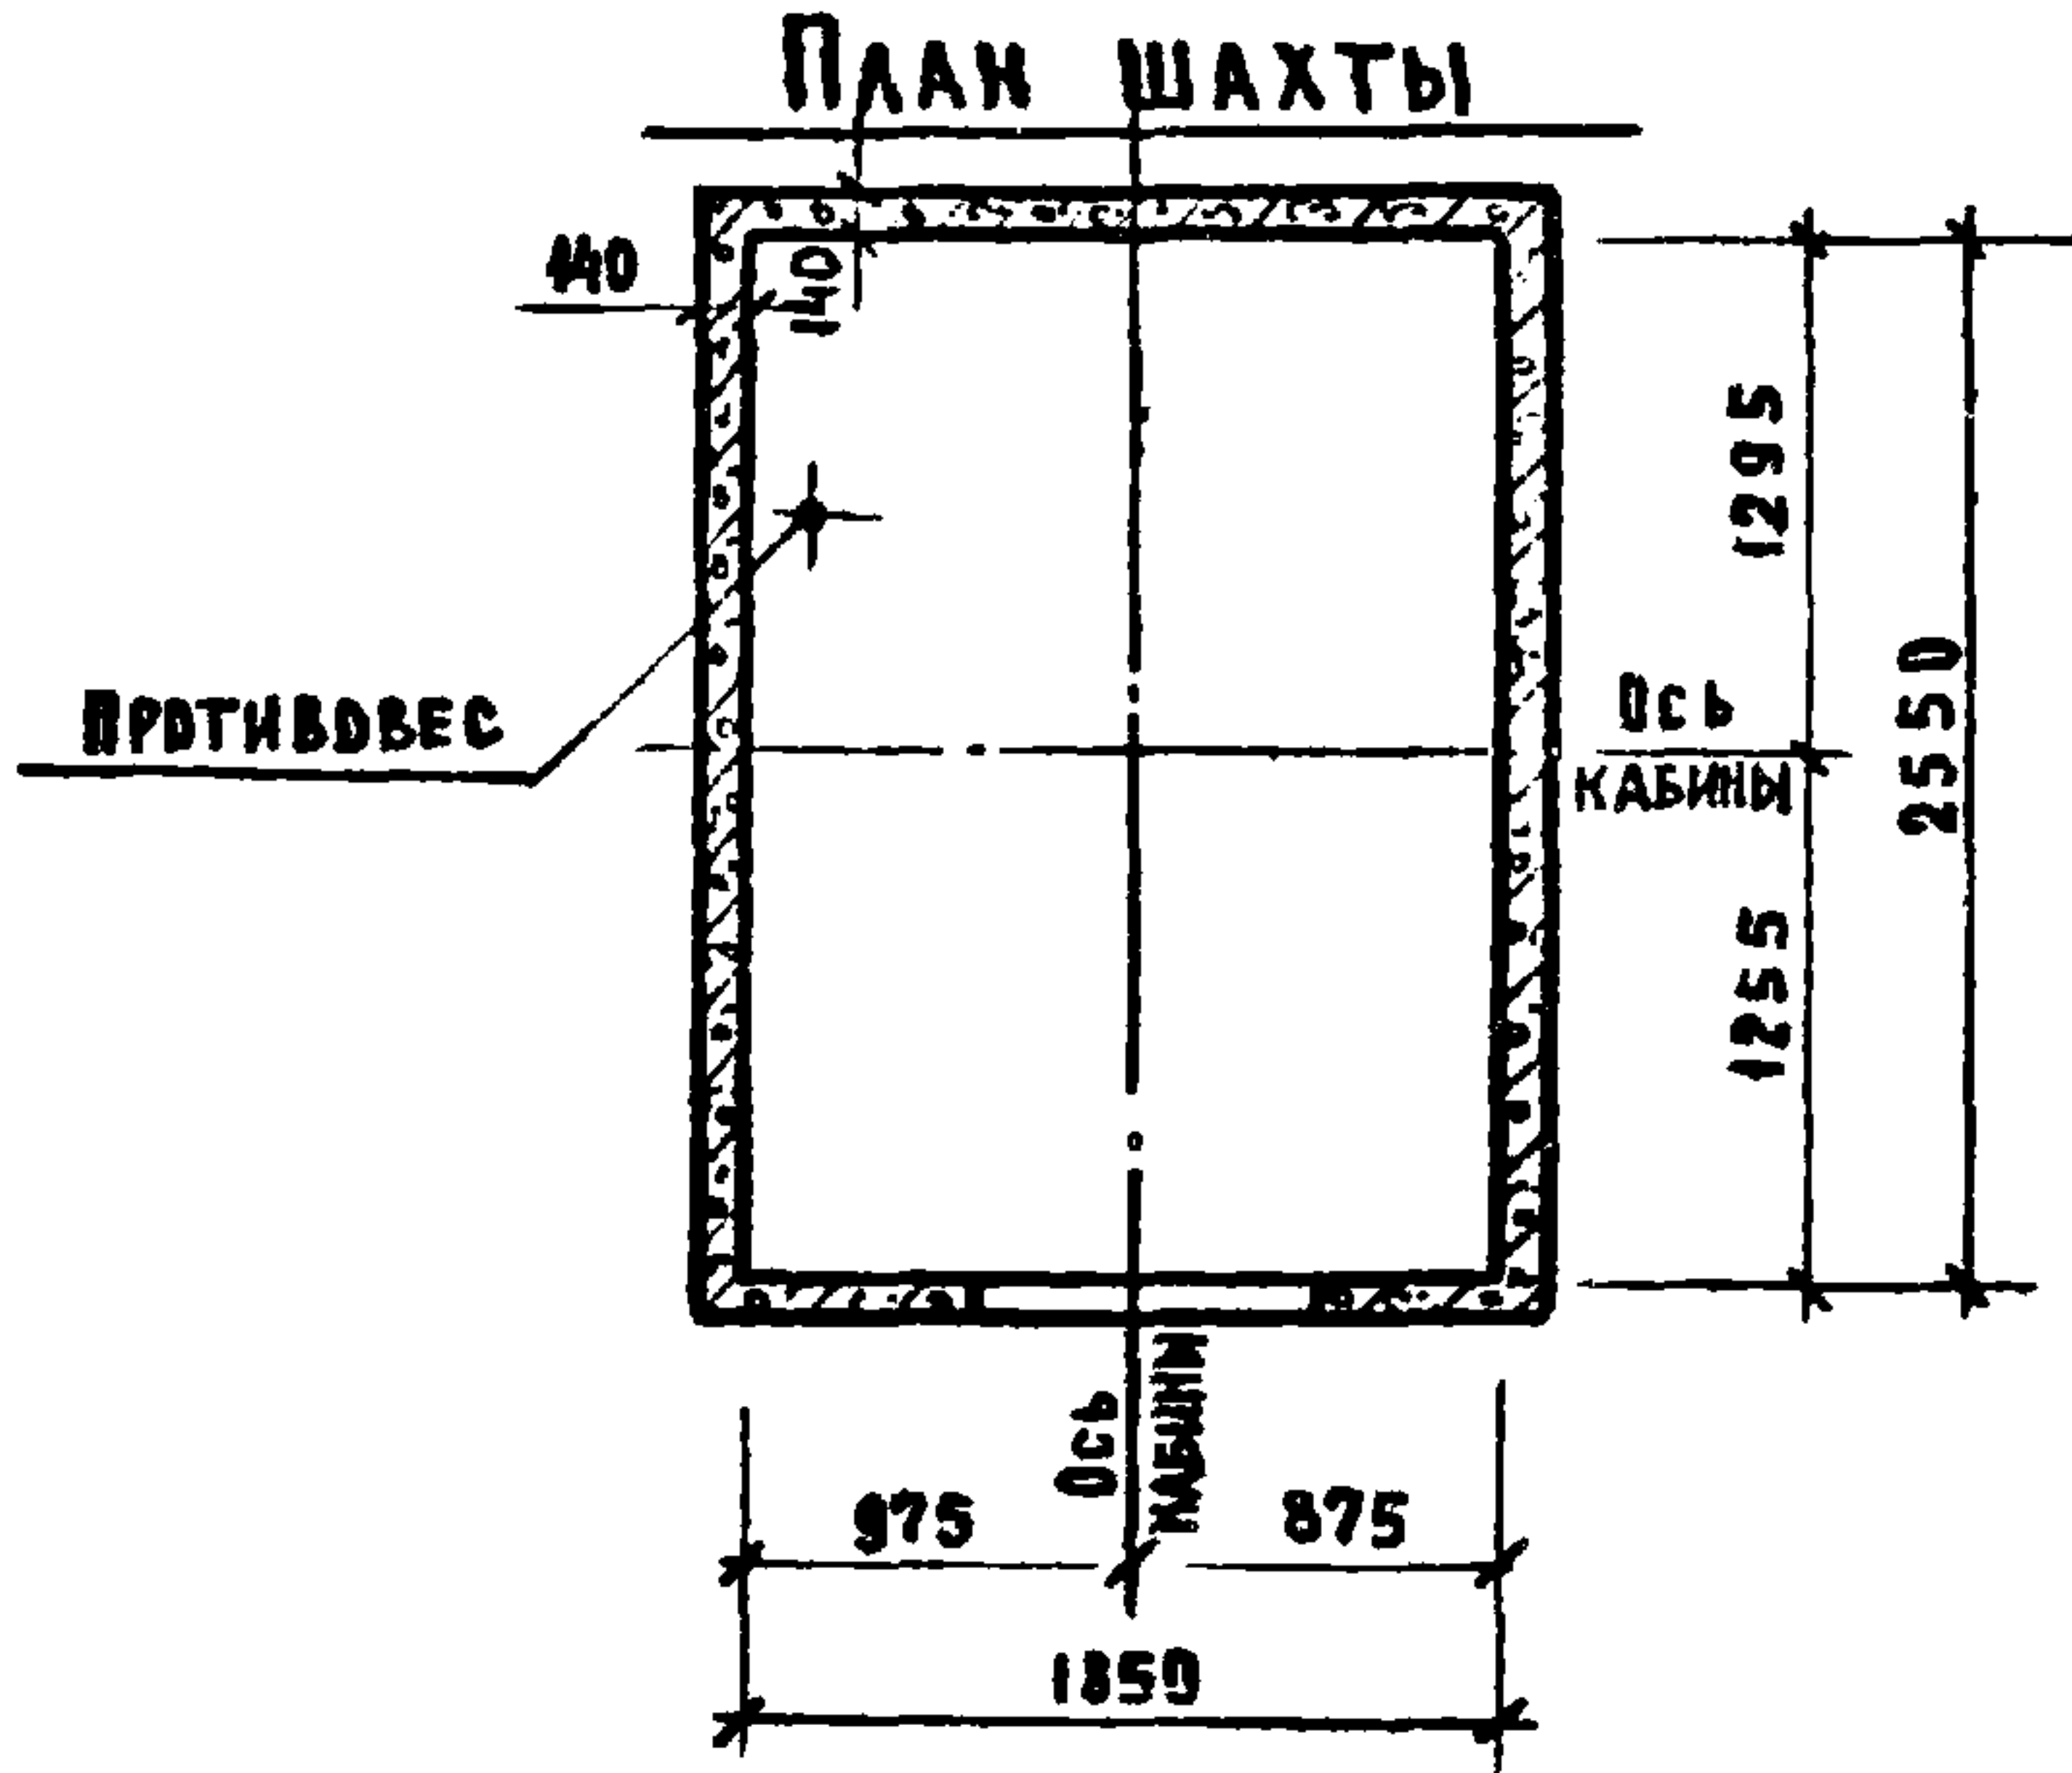 План шахты
140
140
1295
Противовес
Ось
кабины
2550
1255
Ось
кабины
975
875
1850